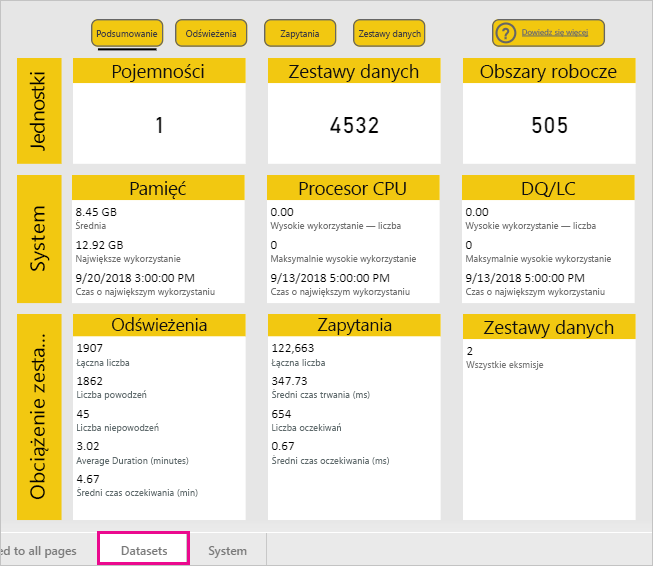 Podsumowanie
Odświeżenia
Zapytania
Zestawy danych
? Dowiedz się więcej
Jednostki
Pojemności
1
Zestawy danych
4532
Obszary robocze
505
System
Pamięć
8.45 GB
Średnia
12.92 GB
Największe wykorzystanie
9/20/2018 3:00:00 PM
Czas o największym wykorzystaniu
Procesor CPU
0.00
Wysokie wykorzystanie — liczba
0
Maksymalnie wysokie wykorzystanie
9/13/2018 5:00:00 PM
Czas o największym wykorzystaniu
DQ/LC
0.00
Wysokie wykorzystanie — liczba
0
Maksymalnie wysokie wykorzystanie
9/13/2018 5:00:00 PM
Czas o największym wykorzystaniu
Obciążenie zesta...
Odświeżenia
1907
Łączna liczba
1862
Liczba powodzeń
45
Liczba niepowodzeń
3.02
Average Duration (minutes)
4.67
Średni czas oczekiwania (min)
Zapytania
122,663
Łączna liczba
347.73
Średni czas trwania (ms)
654
Liczba oczekiwań
0.67
Średni czas oczekiwania (ms)
Zestawy danych
2
Wszystkie eksmisje
ed to all pages
Datasets
System